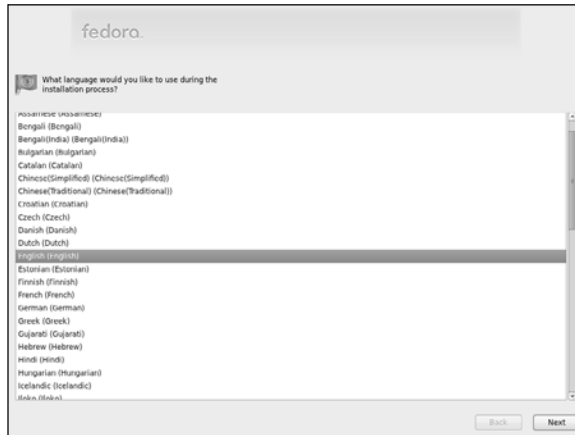 fedora
What language would you like to use during the
installation process?
Assamese (Assamese)
Bengali (Bengali)
Bengali(India) (Bengali(India))
Bulgarian (Bulgarian)
Catalan (Catalan)
Chinese(Simplified) (Chinese(Simplified))
Chinese(Traditional) (Chinese(Traditional))
Croatian (Croatian)
Czech (Czech)
Danish (Danish)
Dutch (Dutch)
English (English)
Estonian (Estonian)
Finnish (Finnish)
French (French)
German (German)
Greek (Greek)
Gujarati (Gujarati)
Hebrew (Hebrew)
Hindi (Hindi)
Hungarian (Hungarian)
Icelandic (Icelandic)
Iloko (Iloko)
Back Next